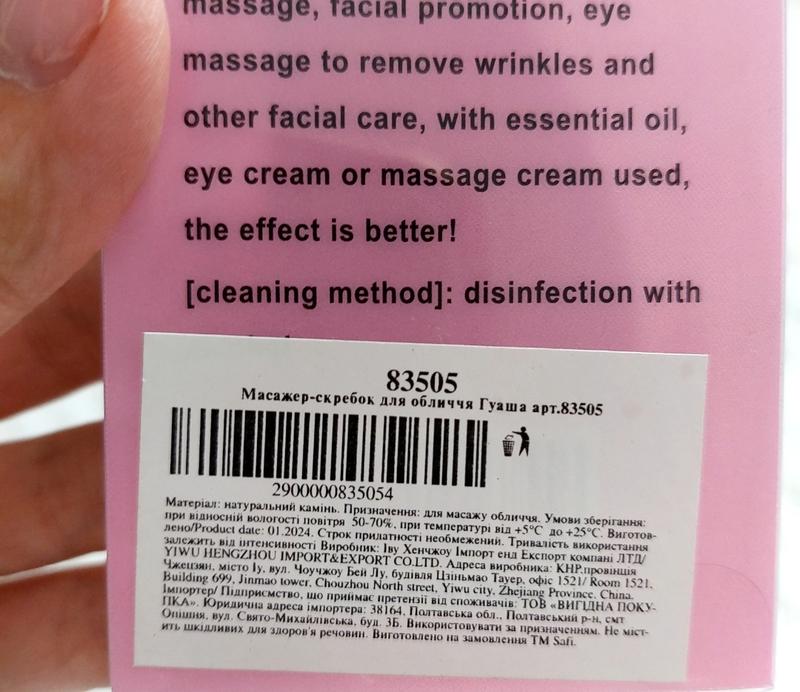 massage, facial promotion, eye
massage to remove wrinkles and
other facial care, with essential oil,
eye cream or massage cream used,
the effect is better!
[cleaning method]: disinfection with
83505
Масажер-скребок для обличчя Гуаша арт.83505
2900000835054
Матеріал: натуральний камінь. Призначення: для масажу обличчя. Умови зберігання:
при відносній вологості повітря 50-70%, при температурі від +5°C до +25°C. Виготов-
лено/Product date: 01.2024. Строк придатності необмежений. Тривалість використання
залежить від інтенсивності Виробник: Іву Хенчжоу Імпорт енд Експорт компані ЛТД/
YIWU HENGZHOU IMPORT&EXPORT CO.LTD. Адреса виробника: КНР,провінція
Чжецзян, місто Іу, вул. Чоучжоу Бей Лу, будівля Цзіньмао Тауер, офіс 1521/ Room 1521,
Building 699, Jinmao tower, Chouzhou North street, Yiwu city, Zhejiang Province, China.
Імпортер/ Підприємство, що приймає претензії від споживачів: ТОВ «ВИГІДНА ПОКУ-
ПКА». Юридична адреса імпортера: 38164, Полтавська обл., Полтавський р-н, смт
Опішня, вул. Свято-Михайлівська, буд. 3Б. Використовувати за призначенням. Не міст-
ить шкідливих для здоров'я речовин. Виготовлено на замовлення ТМ Safi.